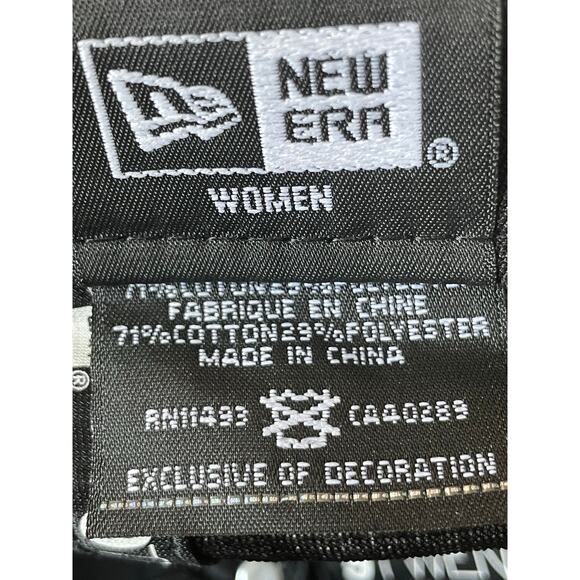 NEW
ERA
®
WOMEN
FABRIQUE EN CHINE
71%COTTON29%POLYESTER
MADE IN CHINA
RN11493 CA40289
EXCLUSIVE OF DECORATION
®